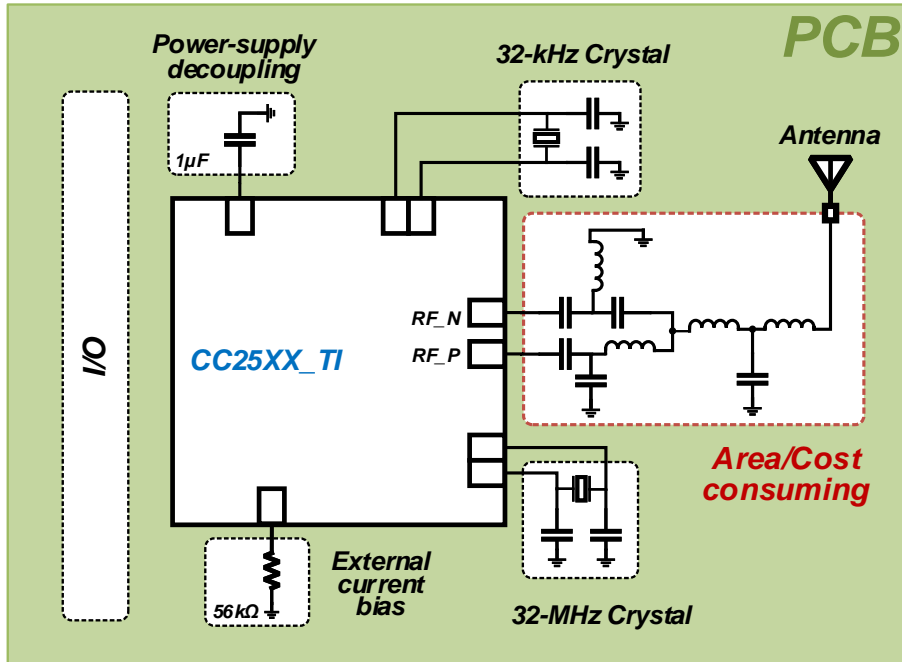 PCB
Power-supply
decoupling
32-kHz Crystal
Antenna
1µF
I/O
RF_N
CC25XX_TI
RF_P
Area/Cost
consuming
External
current
bias
56kΩ
32-MHz Crystal